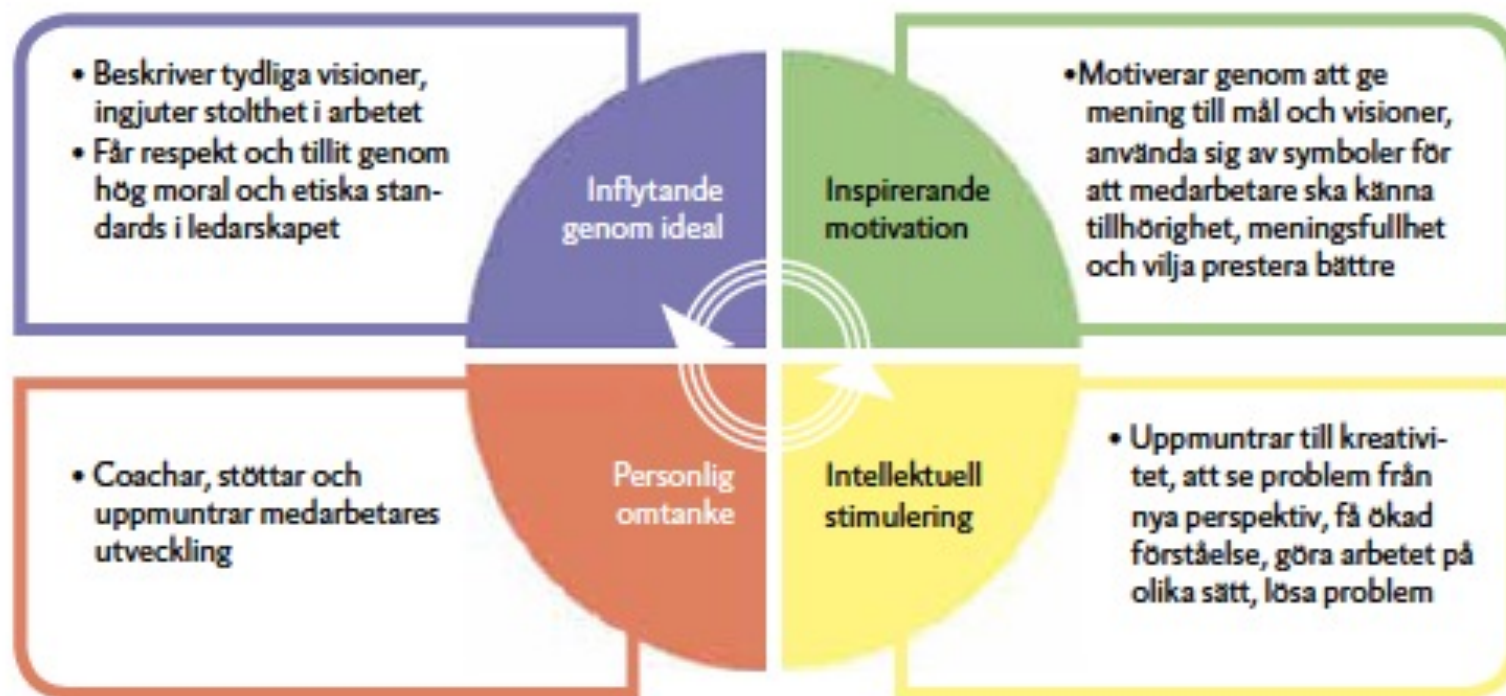 • Beskriver tydliga visioner,
ingjuter stolthet i arbetet
• Får respekt och tillit genom
hög moral och etiska stan-
dards i ledarskapet
Inflytande
genom ideal
Inspirerande
motivation
•Motiverar genom att ge
mening till mål och visioner,
använda sig av symboler för
att medarbetare ska känna
tillhörighet, meningsfullhet
och vilja prestera bättre
• Coachar, stöttar och
uppmuntrar medarbetares
utveckling
Personlig
omtanke
Intellektuell
stimulering
• Uppmuntrar till kreativi-
tet, att se problem från
nya perspektiv, få ökad
förståelse, göra arbetet på
olika sätt, lösa problem